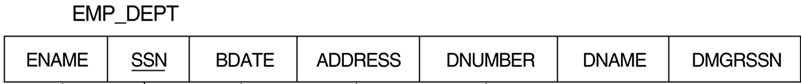 EMP_DEPT
ENAME SSN BDATE ADDRESS DNUMBER DNAME DMGRSSN